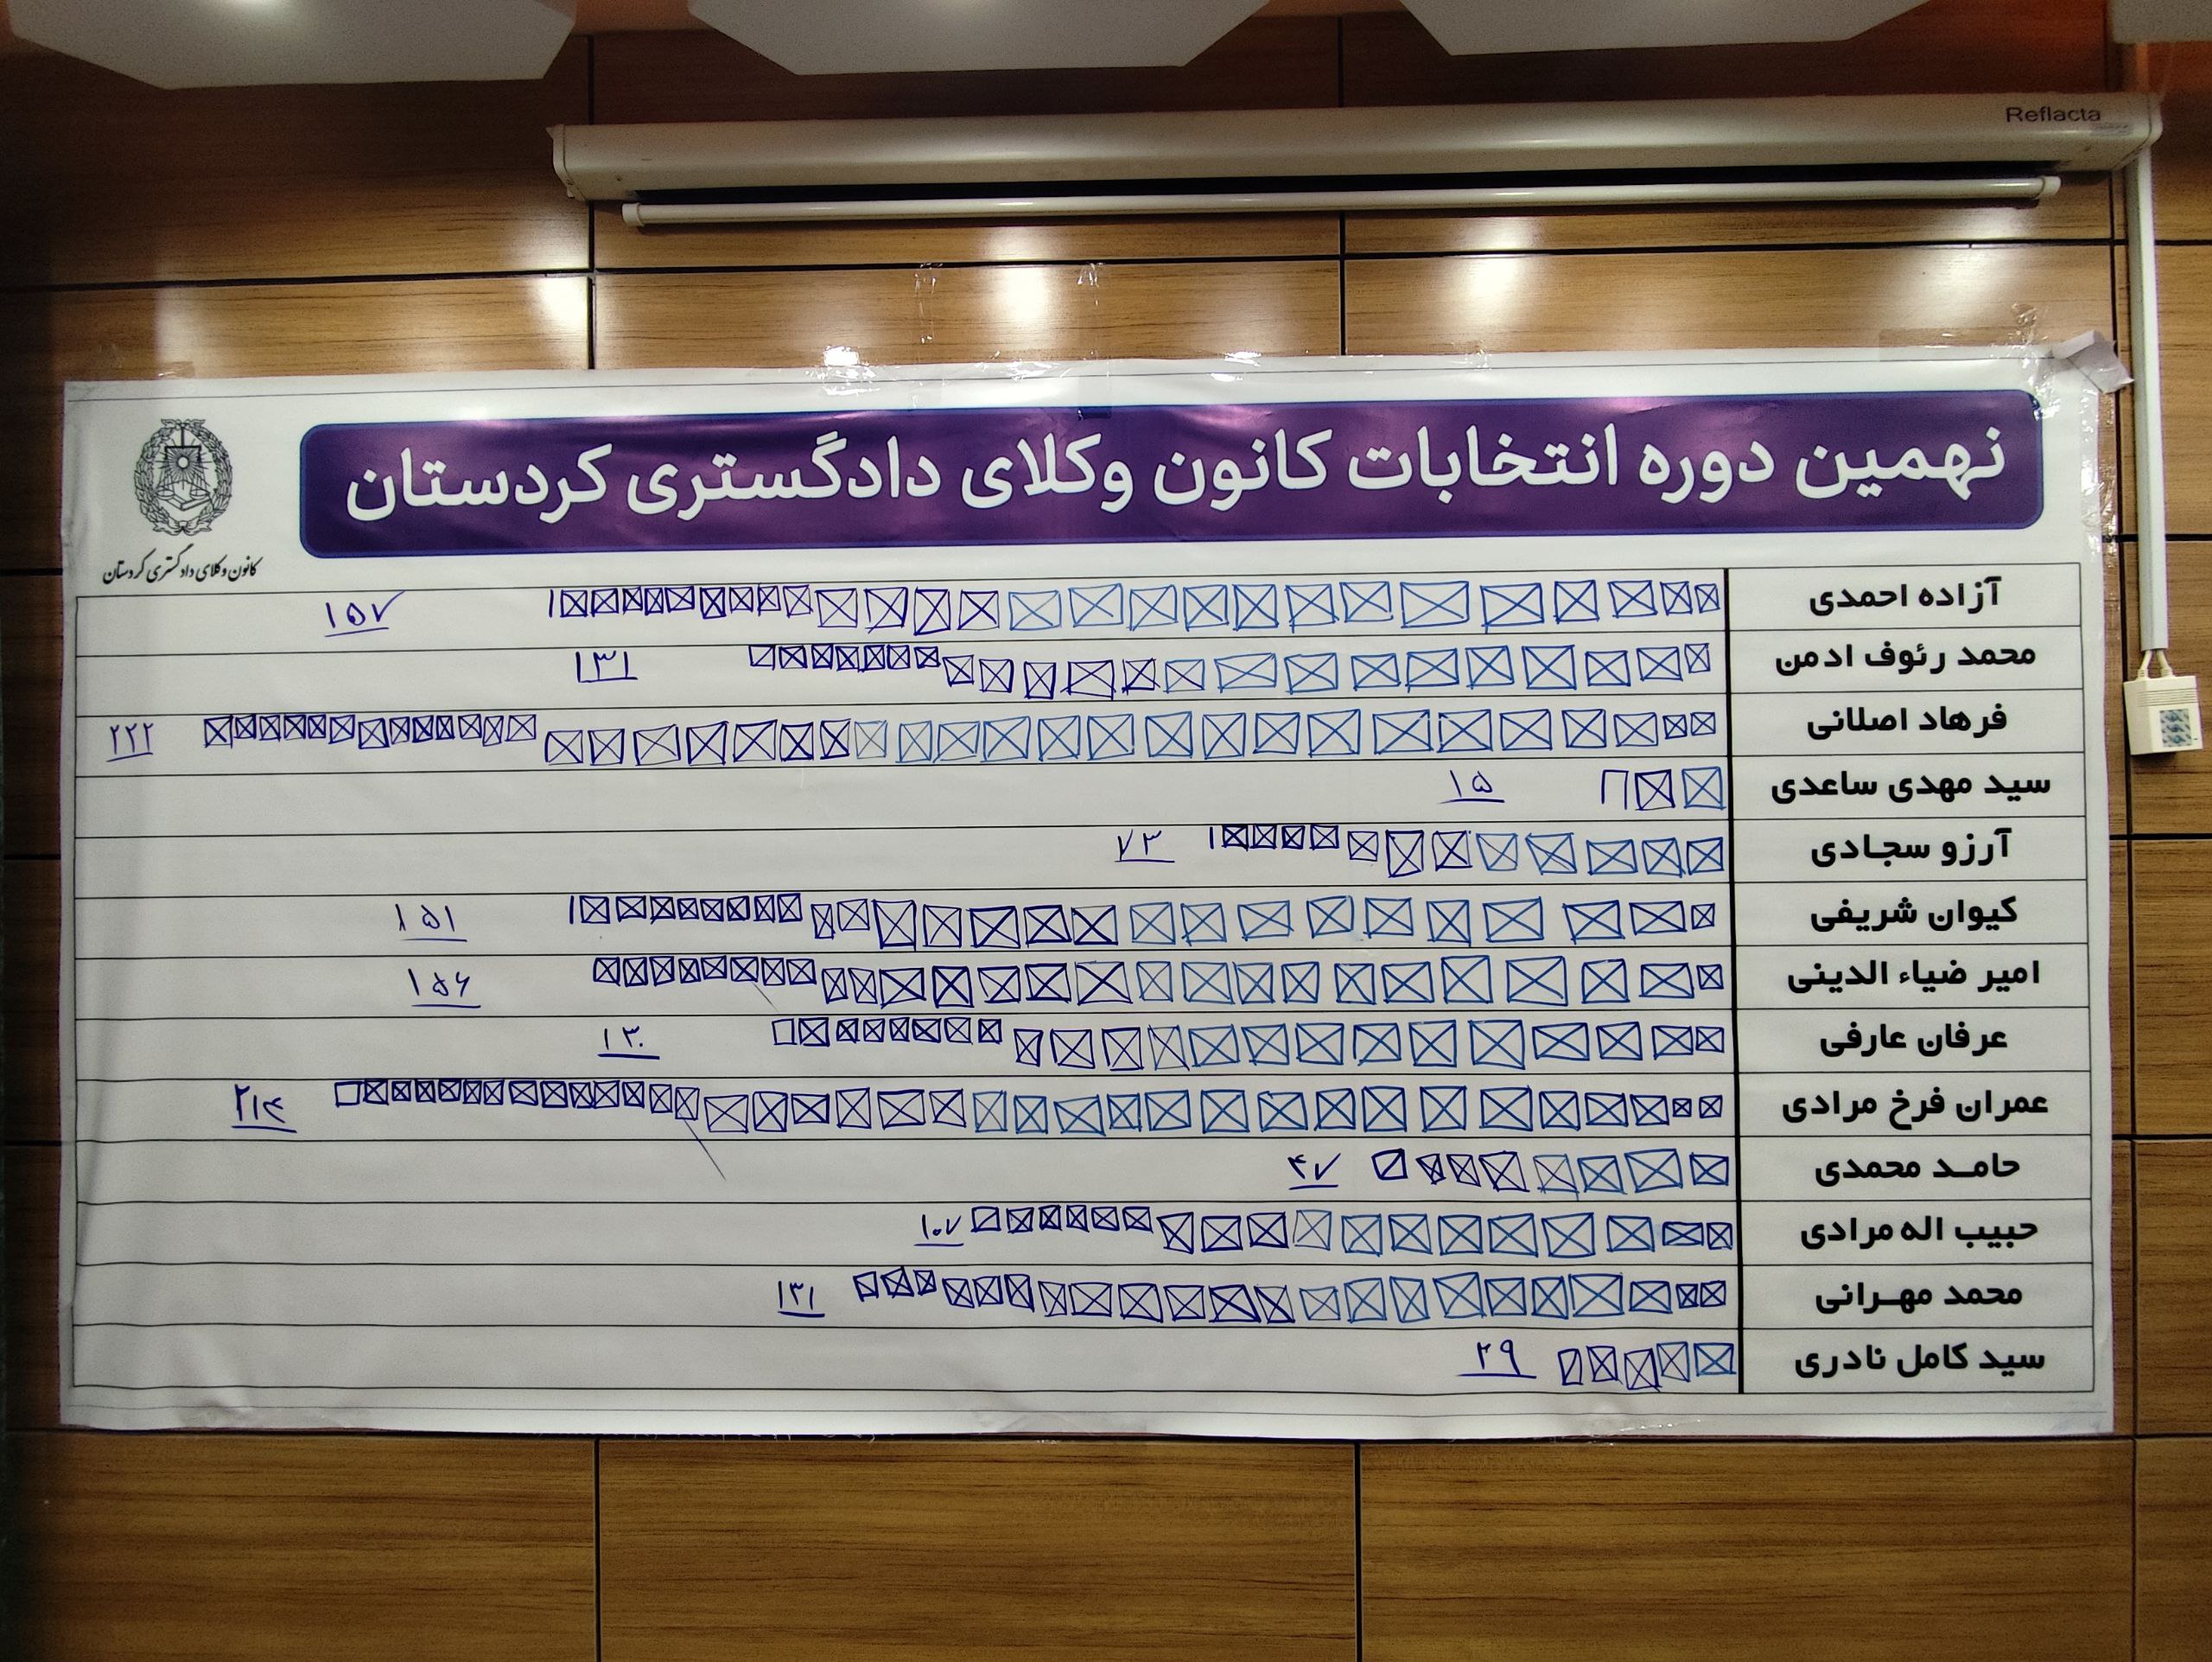 Reflacta
نهمین دوره انتخابات کانون وکلای دادگستری کردستان
کانون وکلای دادگستری کردستان
آزاده احمدی ۱۵۷
محمد رئوف ادمن ۱۳۱
فرهاد اصلانی ۲۲۲
سید مهدی ساعدی ۱۵
آرزو سجادی ۷۳
کیوان شریفی ۱۵۱
امیر ضیاء الدینی ۱۵۶
عرفان عارفی ۱۳۰
عمران فرخ مرادی ۲۱۴
حامد محمدی ۴۷
حبیب اله مرادی ۱۰۷
محمد مهرانی ۱۳۱
سید کامل نادری ۲۹